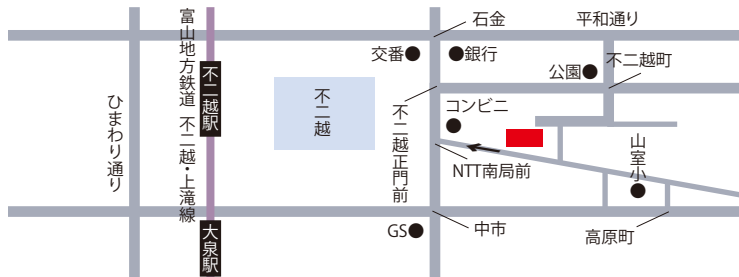 石金
平和通り
富山地方鉄道 不二越・上滝線
交番
銀行
公園
不二越町
不二越駅
ひまわり通り
不二越
不二越正門前
コンビニ
山室小
NTT南局前
大泉駅
GS
中市
高原町